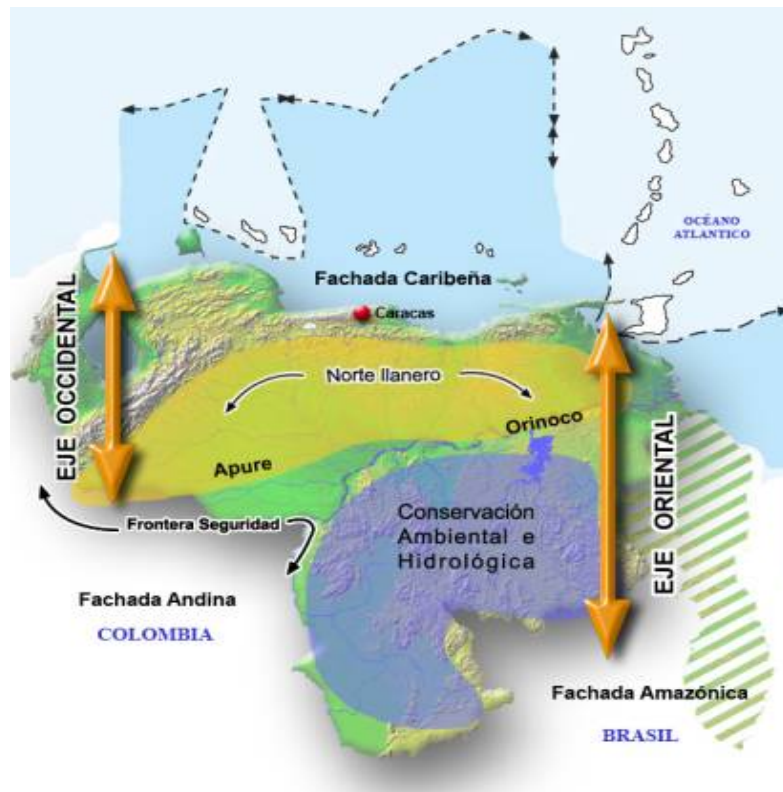 OCÉANO
ATLANTICO
Fachada Caribeña
Caracas
EJE OCCIDENTAL
Norte llanero
Orinoco
Apure
EJE ORIENTAL
Frontera Seguridad
Conservación
Ambiental e
Hidrológica
Fachada Andina
COLOMBIA
Fachada Amazónica
BRASIL